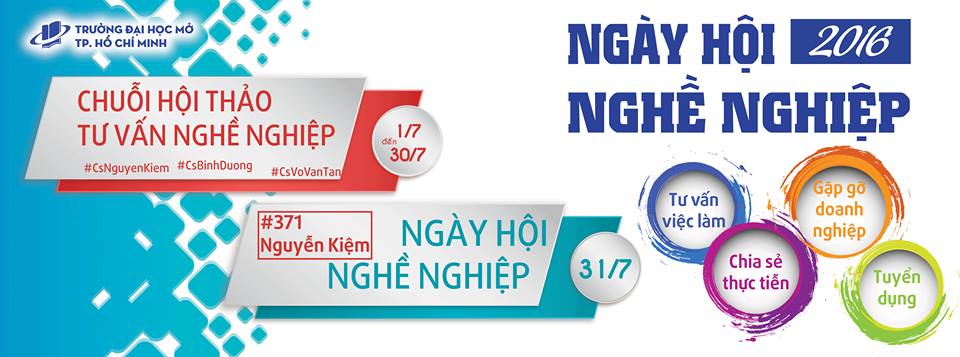 TRƯỜNG ĐẠI HỌC MỞ
TP. HỒ CHÍ MINH
NGÀY HỘI 2016
NGHỀ NGHIỆP
CHUỖI HỘI THẢO
TƯ VẤN NGHỀ NGHIỆP
#CsNguyenKiem #CsBinhDuong #CsVoVanTan
1/7
đến
30/7
#371
Nguyễn Kiệm
NGÀY HỘI
NGHỀ NGHIỆP
31/7
Tư vấn
việc làm
Gặp gỡ
doanh
nghiệp
Chia sẻ
thực tiễn
Tuyển
dụng